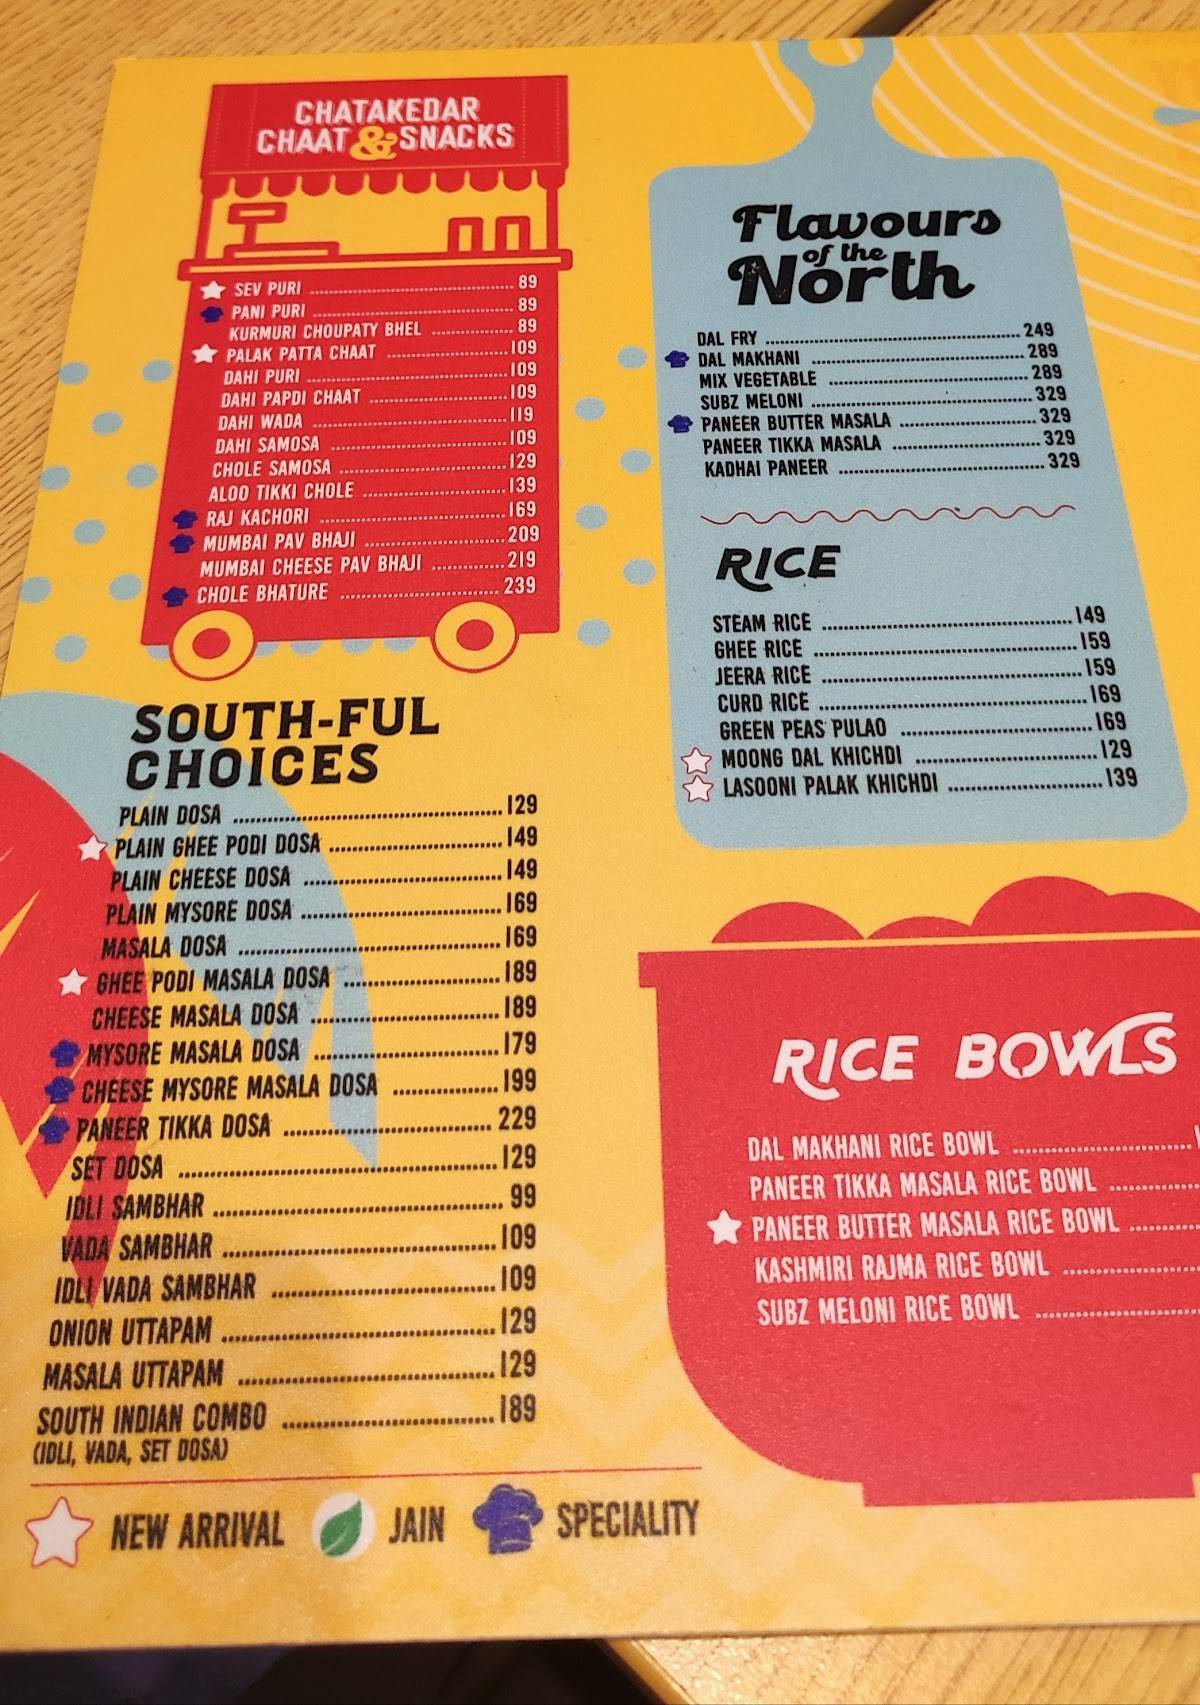 CHATAKEDAR
CHAAT & SNACKS
SEV PURI 89
PANI PURI 89
KURMURI CHOUPATY BHEL 89
PALAK PATTA CHAAT 109
DAHI PURI 109
DAHI PAPDI CHAAT 109
DAHI WADA 119
DAHI SAMOSA 109
CHOLE SAMOSA 129
ALOO TIKKI CHOLE 139
RAJ KACHORI 169
MUMBAI PAV BHAJI 209
MUMBAI CHEESE PAV BHAJI 219
CHOLE BHATURE 239
SOUTH-FUL
CHOICES
PLAIN DOSA 129
PLAIN GHEE PODI DOSA 149
PLAIN CHEESE DOSA 149
PLAIN MYSORE DOSA 169
MASALA DOSA 169
GHEE PODI MASALA DOSA 189
CHEESE MASALA DOSA 189
MYSORE MASALA DOSA 179
CHEESE MYSORE MASALA DOSA 199
PANEER TIKKA DOSA 229
SET DOSA 129
IDLI SAMBHAR 99
VADA SAMBHAR 109
IDLI VADA SAMBHAR 109
ONION UTTAPAM 129
MASALA UTTAPAM 129
SOUTH INDIAN COMBO 189
(IDLI, VADA, SET DOSA)
NEW ARRIVAL JAIN SPECIALITY
Flavours
of the
North
DAL FRY 249
DAL MAKHANI 289
MIX VEGETABLE 289
SUBZ MELONI 329
PANEER BUTTER MASALA 329
PANEER TIKKA MASALA 329
KADHAI PANEER 329
RICE
STEAM RICE 149
GHEE RICE 159
JEERA RICE 159
CURD RICE 169
GREEN PEAS PULAO 169
MOONG DAL KHICHDI 129
LASOONI PALAK KHICHDI 139
RICE BOWLS
DAL MAKHANI RICE BOWL
PANEER TIKKA MASALA RICE BOWL
PANEER BUTTER MASALA RICE BOWL
KASHMIRI RAJMA RICE BOWL
SUBZ MELONI RICE BOWL